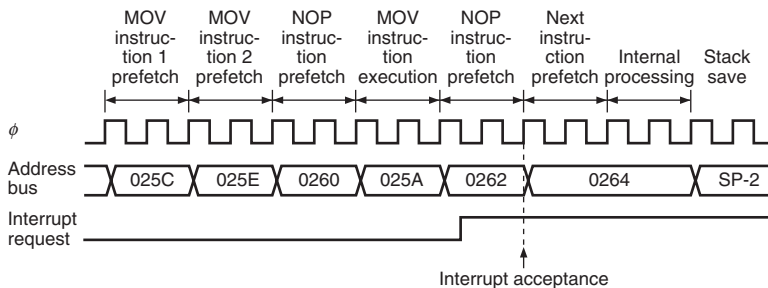 MOV
instruc-
tion 1
prefetch
MOV
instruc-
tion 2
prefetch
NOP
instruc-
tion
prefetch
MOV
instruc-
tion
execution
NOP
instruc-
tion
prefetch
Next
instru-
ction
prefetch
Internal
processing
Stack
save
φ
Address
bus
025C
025E
0260
025A
0262
0264
SP-2
Interrupt
request
Interrupt acceptance